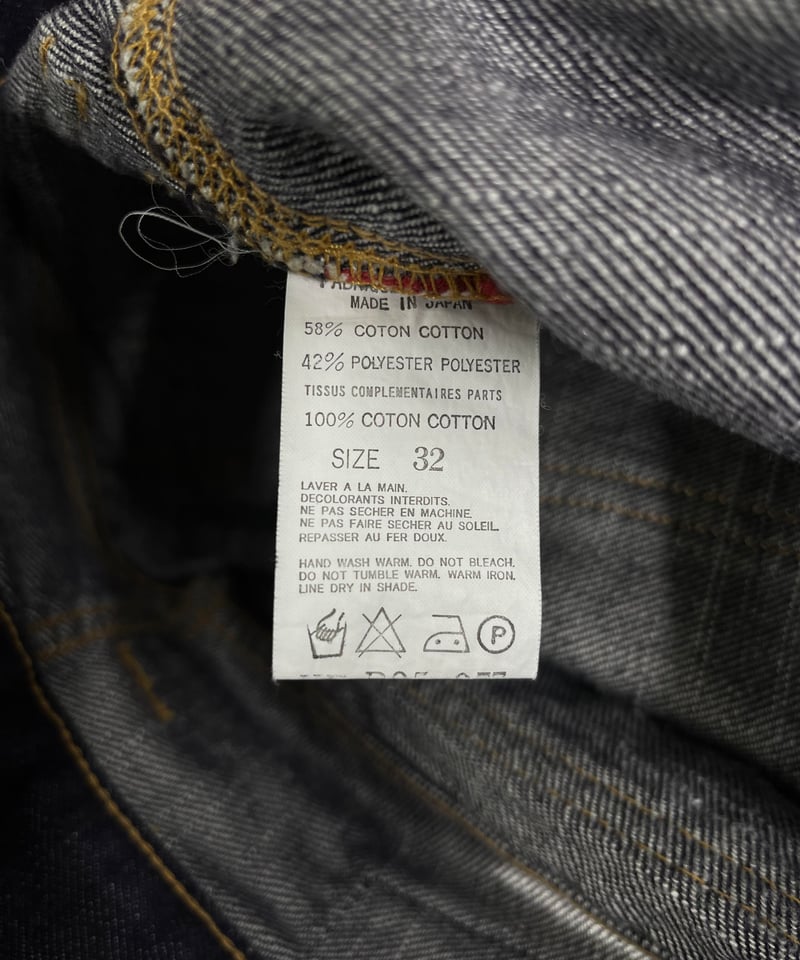 MADE IN JAPAN
58% COTON COTTON
42% POLYESTER POLYESTER
TISSUS COMPLEMENTAIRES PARTS
100% COTON COTTON
SIZE 32
LAVER A LA MAIN.
DECOLORANTS INTERDITS.
NE PAS SECHER EN MACHINE.
NE PAS FAIRE SECHER AU SOLEIL.
REPASSER AU FER DOUX.
HAND WASH WARM. DO NOT BLEACH.
DO NOT TUMBLE WARM. WARM IRON.
LINE DRY IN SHADE.
P